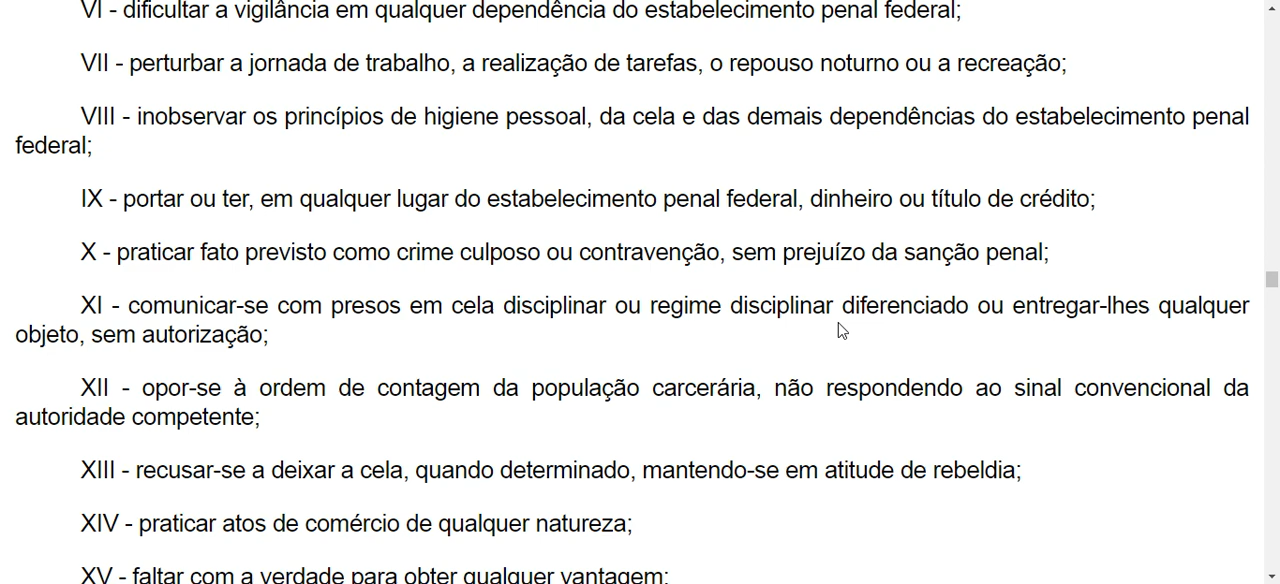 VI - dificultar a vigilância em qualquer dependência do estabelecimento penal federal;
VII - perturbar a jornada de trabalho, a realização de tarefas, o repouso noturno ou a recreação;
VIII - inobservar os princípios de higiene pessoal, da cela e das demais dependências do estabelecimento penal
federal;
IX - portar ou ter, em qualquer lugar do estabelecimento penal federal, dinheiro ou título de crédito;
X - praticar fato previsto como crime culposo ou contravenção, sem prejuízo da sanção penal;
XI - comunicar-se com presos em cela disciplinar ou regime disciplinar diferenciado ou entregar-lhes qualquer
objeto, sem autorização;
XII - opor-se à ordem de contagem da população carcerária, não respondendo ao sinal convencional da
autoridade competente;
XIII - recusar-se a deixar a cela, quando determinado, mantendo-se em atitude de rebeldia;
XIV - praticar atos de comércio de qualquer natureza;
XV - faltar com a verdade para obter qualquer vantagem;